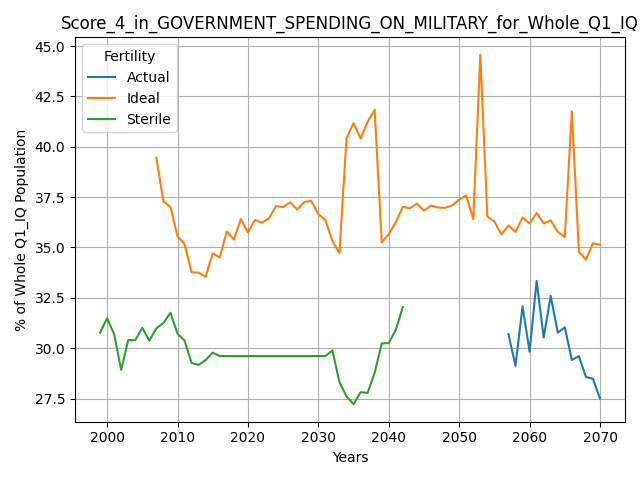 Score_4_in_GOVERNMENT_SPENDING_ON_MILITARY_for_Whole_Q1_IQ
Fertility
Actual
Ideal
Sterile
% of Whole Q1_IQ Population
45.0
42.5
40.0
37.5
35.0
32.5
30.0
27.5
2000 2010 2020 2030 2040 2050 2060 2070
Years